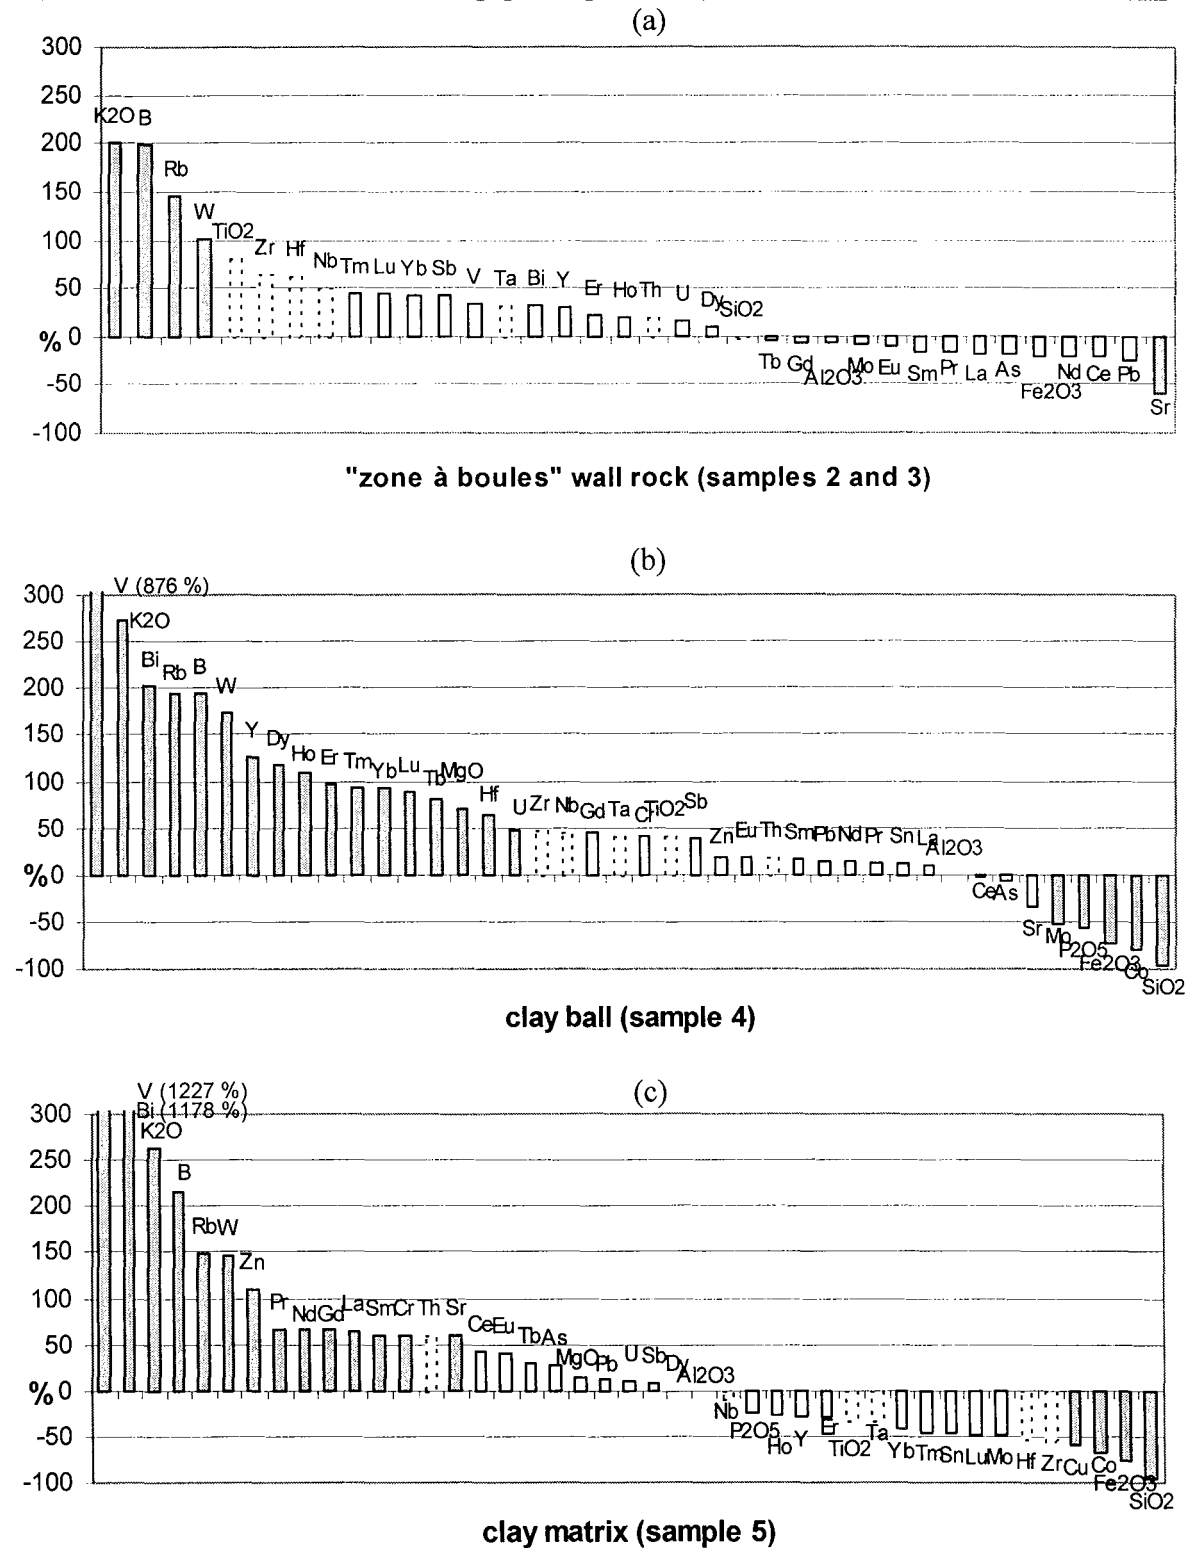 (a)
300
250
200
150
100
50
% 0
-50
-100
K2O B Rb W TiO2 Zr Hf Nb Tm Lu Yb Sb V Ta Bi Y Er Ho Th U Dy SiO2
Tb Gd Al2O3 Mo Eu Sm Pr La As Fe2O3 Nd Ce Pb Sr
"zone à boules" wall rock (samples 2 and 3)
(b)
300
250
200
150
100
50
%0
-50
-100
V (876 %)
K2O Bi Rb B W Y Dy Ho Er Tm Yb Lu Tb MgO Hf U Zr Nb Gd Ta Cr TiO2 Sb Zn Eu Th Sm Pb Nd Pr Sn La Al2O3
Ce As Sr Mo P2O5 Fe2O3 Co SiO2
clay ball (sample 4)
(c)
300
250
200
150
100
50
% 0
-50
-100
V (1227 %)
Bi (1178 %)
K2O B Rb W Zn Pr Nd Gd La Sm Cr Th Sr Ce Eu Tb As MgO Pb U Sb Dy Al2O3
Nb P2O5 Ho Y Er TiO2 Ta Yb Tm Sn Lu Mo Hf Zr Cu Co Fe2O3 SiO2
clay matrix (sample 5)